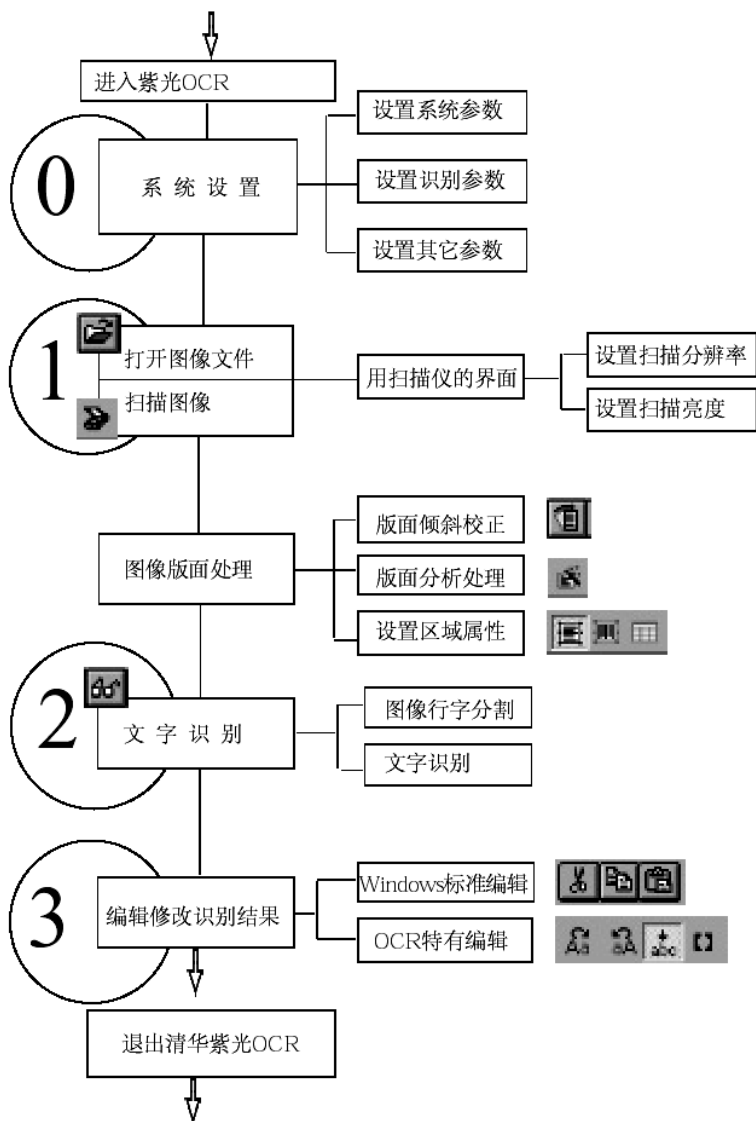 进入紫光OCR
0
系统设置
设置系统参数
设置识别参数
设置其它参数
1
打开图像文件
扫描图像
用扫描仪的界面
设置扫描分辨率
设置扫描亮度
图像版面处理
版面倾斜校正
版面分析处理
设置区域属性
2
文字识别
图像行字分割
文字识别
3
编辑修改识别结果
Windows标准编辑
OCR特有编辑
Aa
aA
abc
退出清华紫光OCR